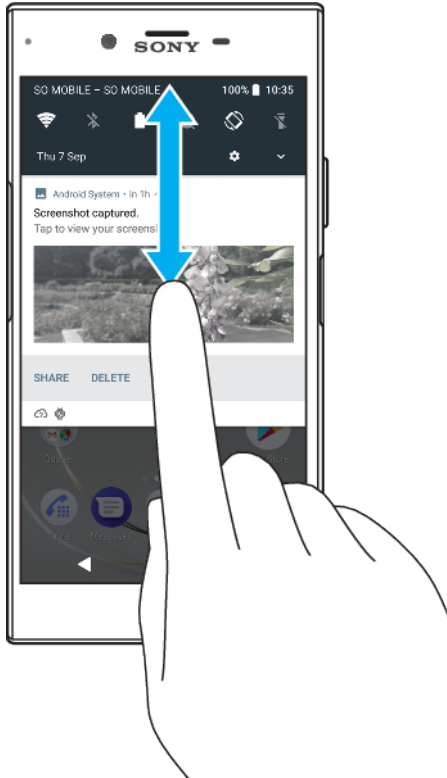 SONY
SO MOBILE – SO MOBILE 100% 10:35
Thu 7 Sep
Android System • in 1h
Screenshot captured.
Tap to view your
SHARE DELETE
Phone